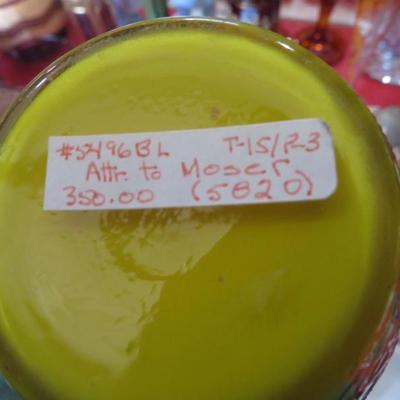 #5496BL T-15/R-3
Attr. to Moser
350.00 (5820)